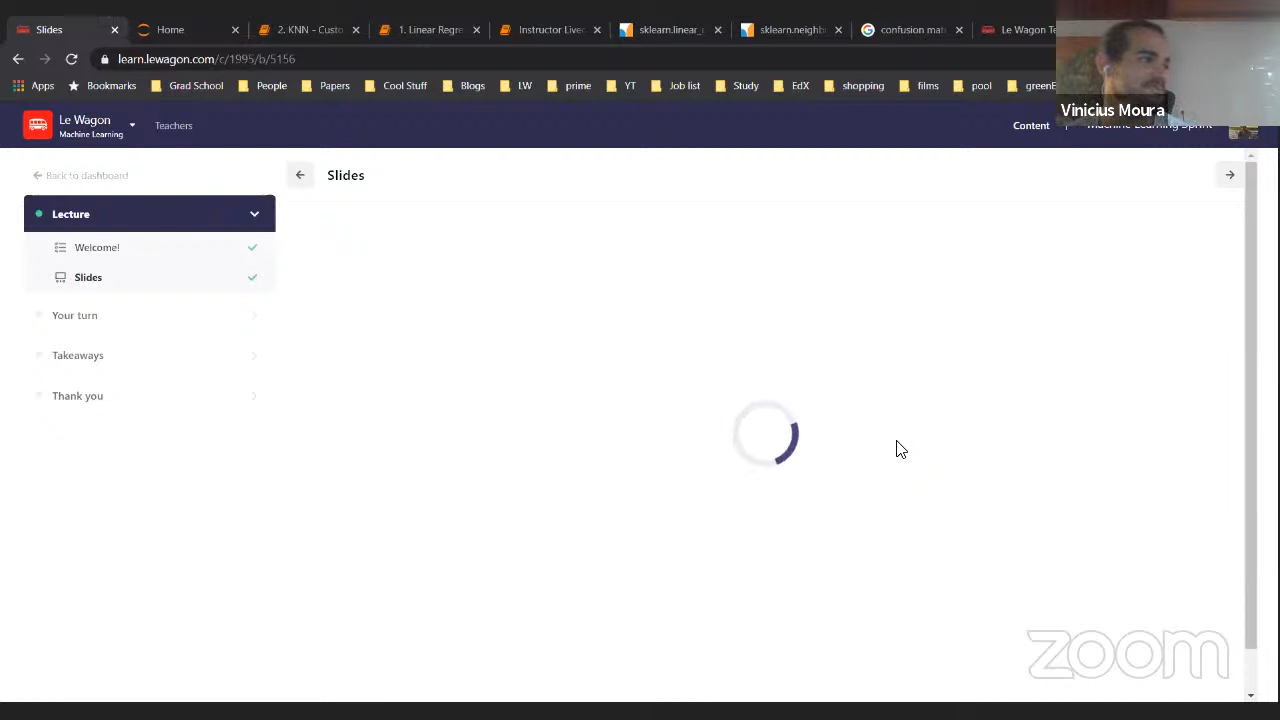 Slides
Home
2. KNN - Custo
1. Linear Regre
Instructor Livec
sklearn.linear_
sklearn.neighb
confusion mat
Le Wagon Te
learn.lewagon.com/c/1995/b/5156
Apps
Bookmarks
Grad School
People
Papers
Cool Stuff
Blogs
LW
prime
YT
Job list
Study
EdX
shopping
films
pool
greenE
Vinicius Moura
Le Wagon
Machine Learning
Teachers
Content
Machine Learning Sprint
Back to dashboard
Slides
Lecture
Welcome!
Slides
Your turn
Takeaways
Thank you
zoom